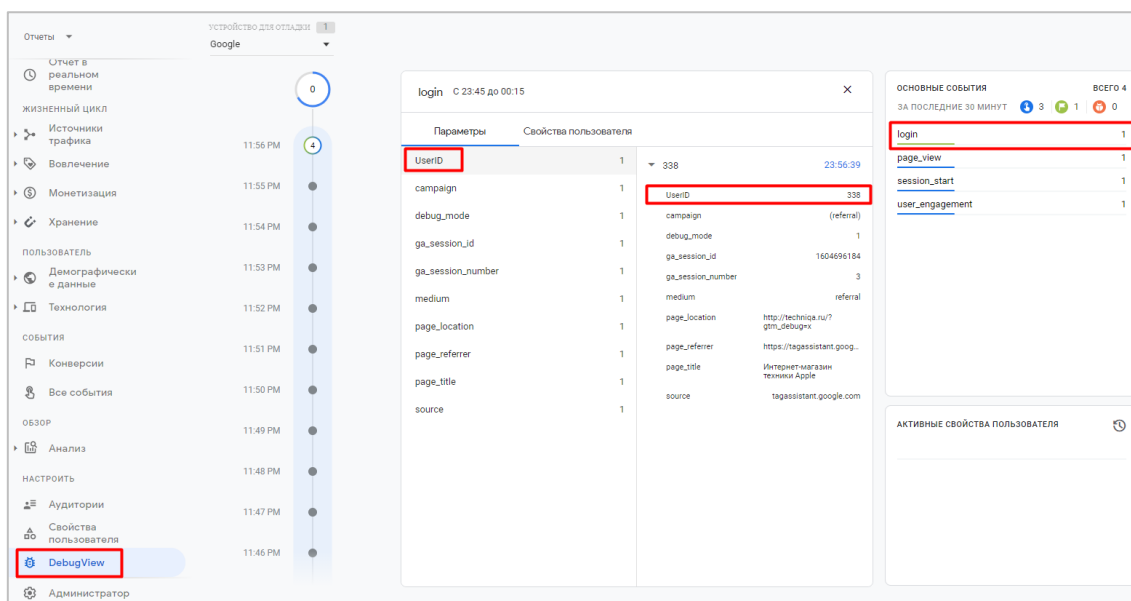 Отчеты
Отчет в
реальном
времени
ЖИЗНЕННЫЙ ЦИКЛ
Источники
трафика
Вовлечение
Монетизация
Хранение
ПОЛЬЗОВАТЕЛЬ
Демографически
е данные
Технология
СОБЫТИЯ
Конверсии
Все события
ОБЗОР
Анализ
НАСТРОИТЬ
Аудитории
Свойства
пользователя
DebugView
Администратор
УСТРОЙСТВО ДЛЯ ОТЛАДКИ 1
Google
0
11:56 PM 4
11:55 PM
11:54 PM
11:53 PM
11:52 PM
11:51 PM
11:50 PM
11:49 PM
11:48 PM
11:47 PM
11:46 PM
login С 23:45 до 00:15
Параметры Свойства пользователя
UserID 1
campaign 1
debug_mode 1
ga_session_id 1
ga_session_number 1
medium 1
page_location 1
page_referrer 1
page_title 1
source 1
338 23:56:39
UserID 338
campaign (referral)
debug_mode 1
ga_session_id 1604696184
ga_session_number 3
medium referral
page_location http://techniqa.ru/?
gtm_debug=x
page_referrer https://tagassistant.goog...
page_title Интернет-магазин
техники Apple
source tagassistant.google.com
ОСНОВНЫЕ СОБЫТИЯ ВСЕГО 4
ЗА ПОСЛЕДНИЕ 30 МИНУТ 3 1 0
login 1
page_view 1
session_start 1
user_engagement 1
АКТИВНЫЕ СВОЙСТВА ПОЛЬЗОВАТЕЛЯ